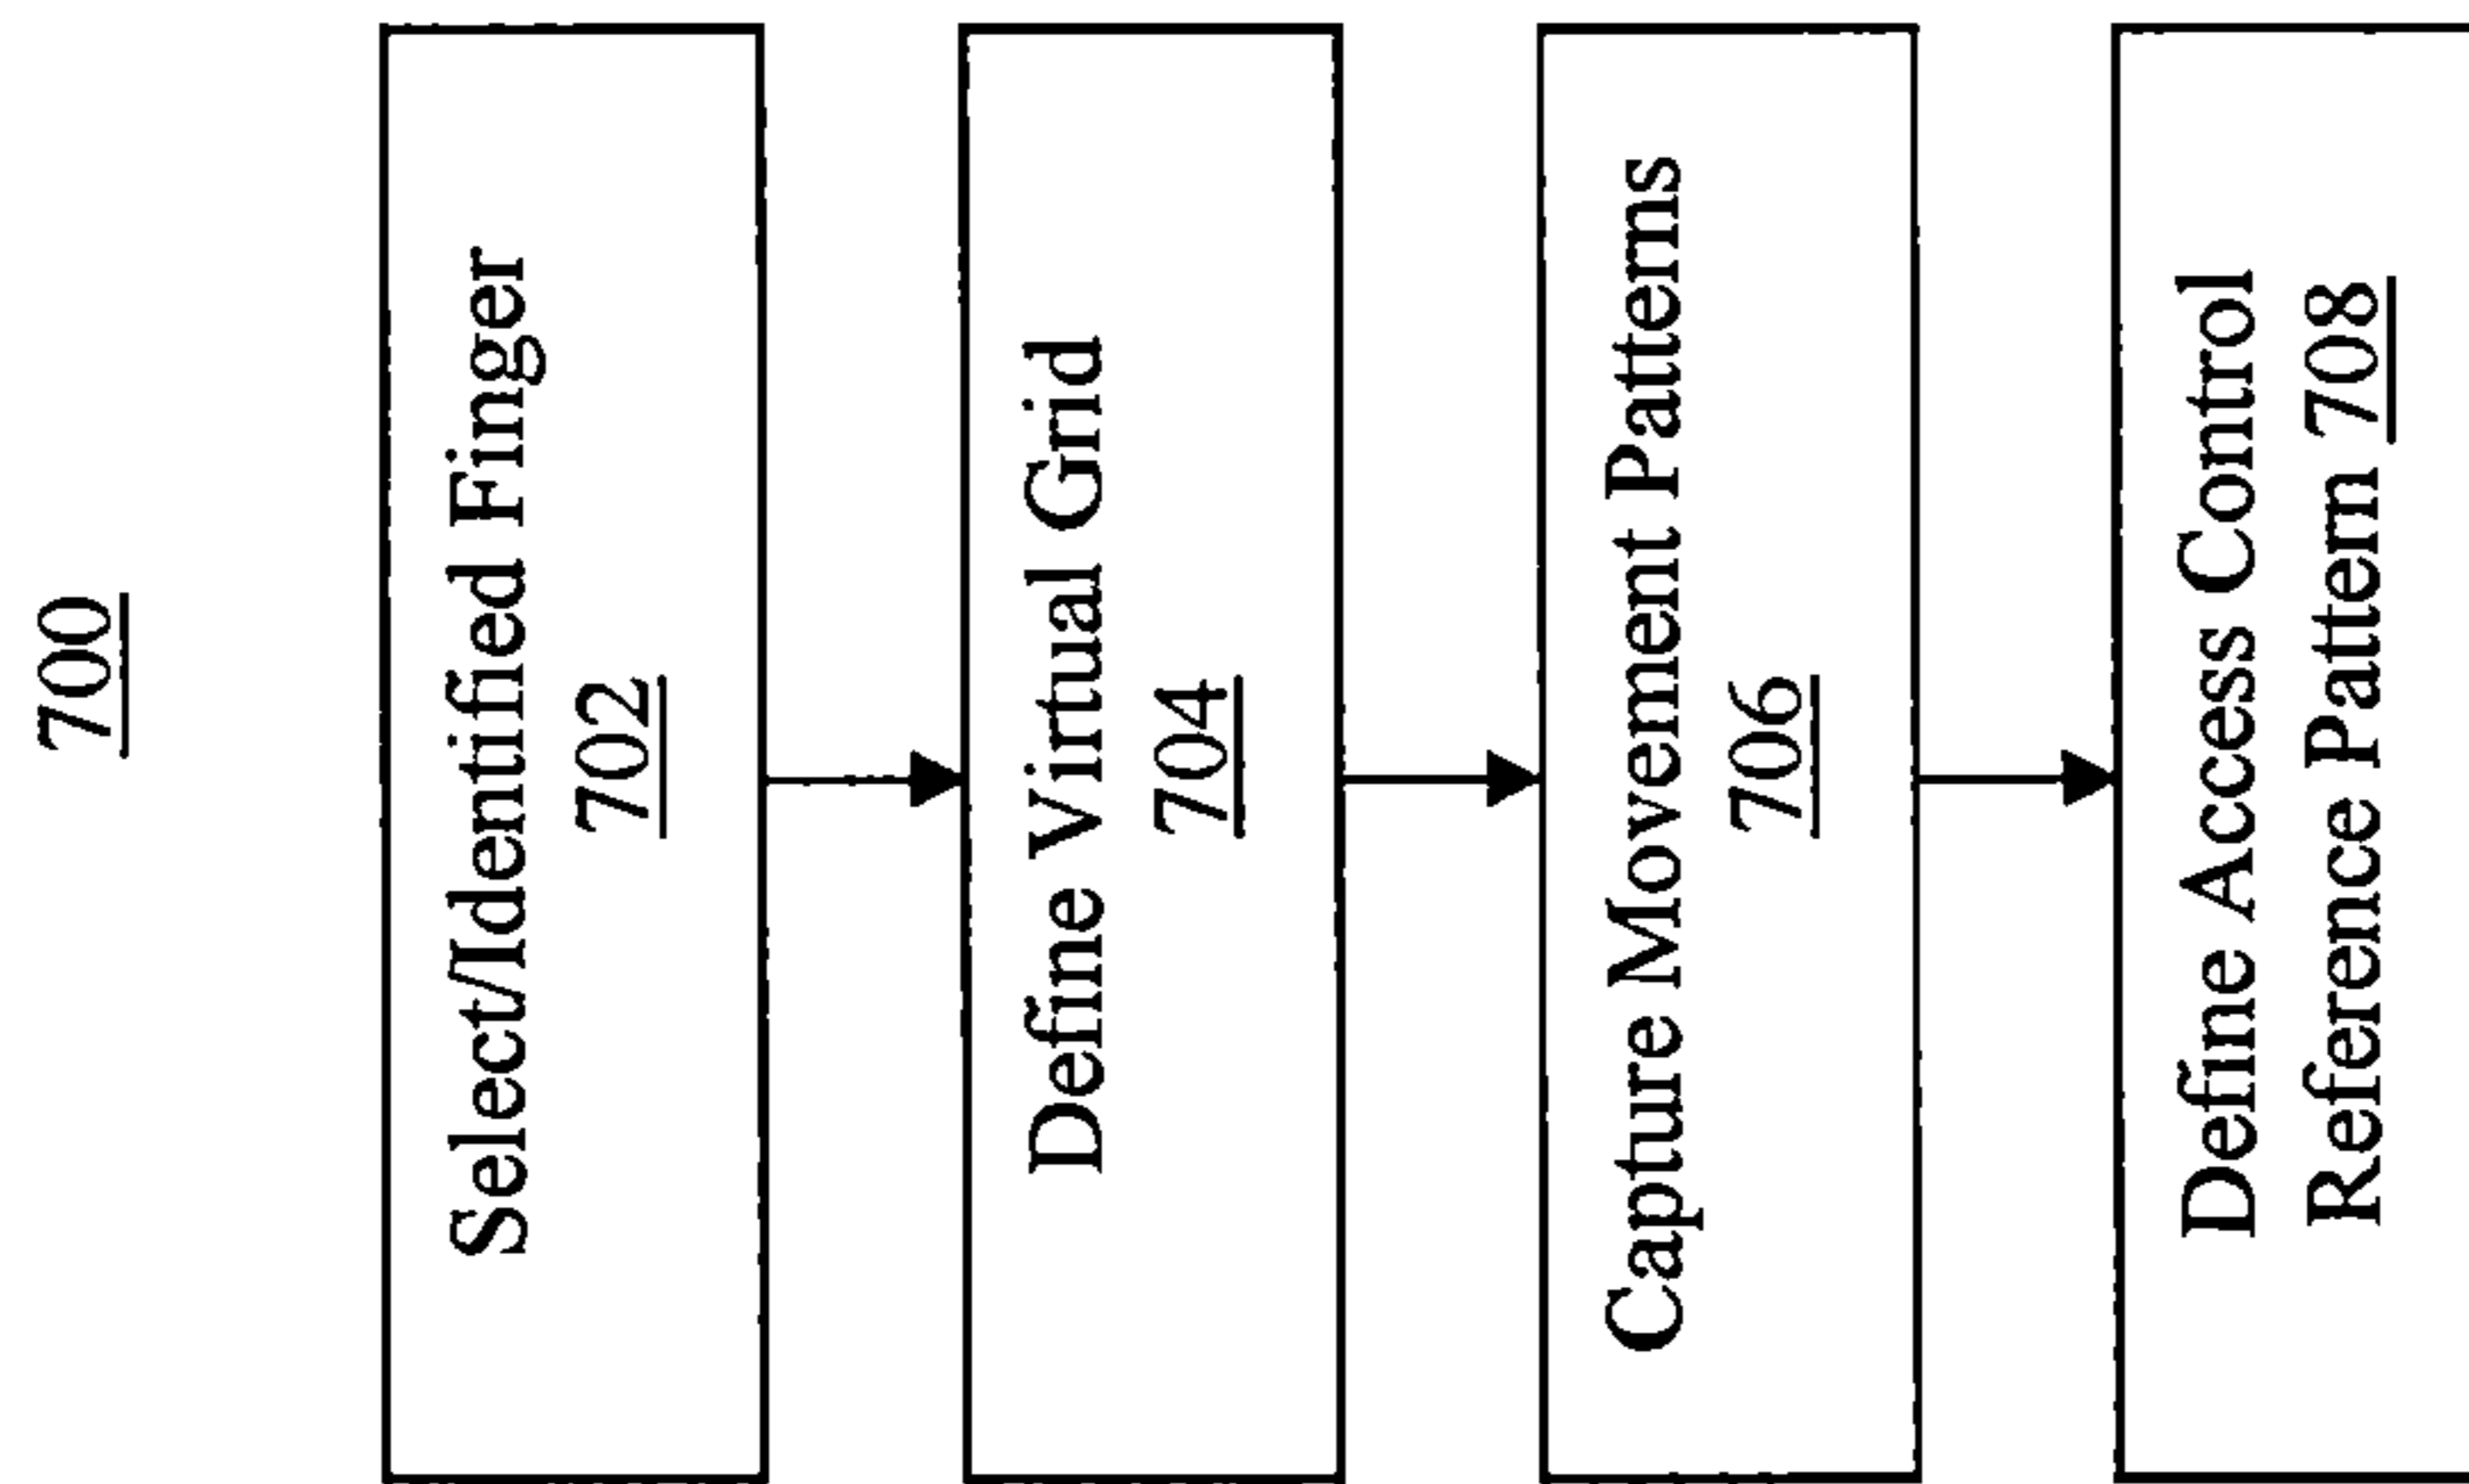 700
Select/Identified Finger
702
Define Virtual Grid
704
Capture Movement Patterns
706
Define Access Control
Reference Pattern 708